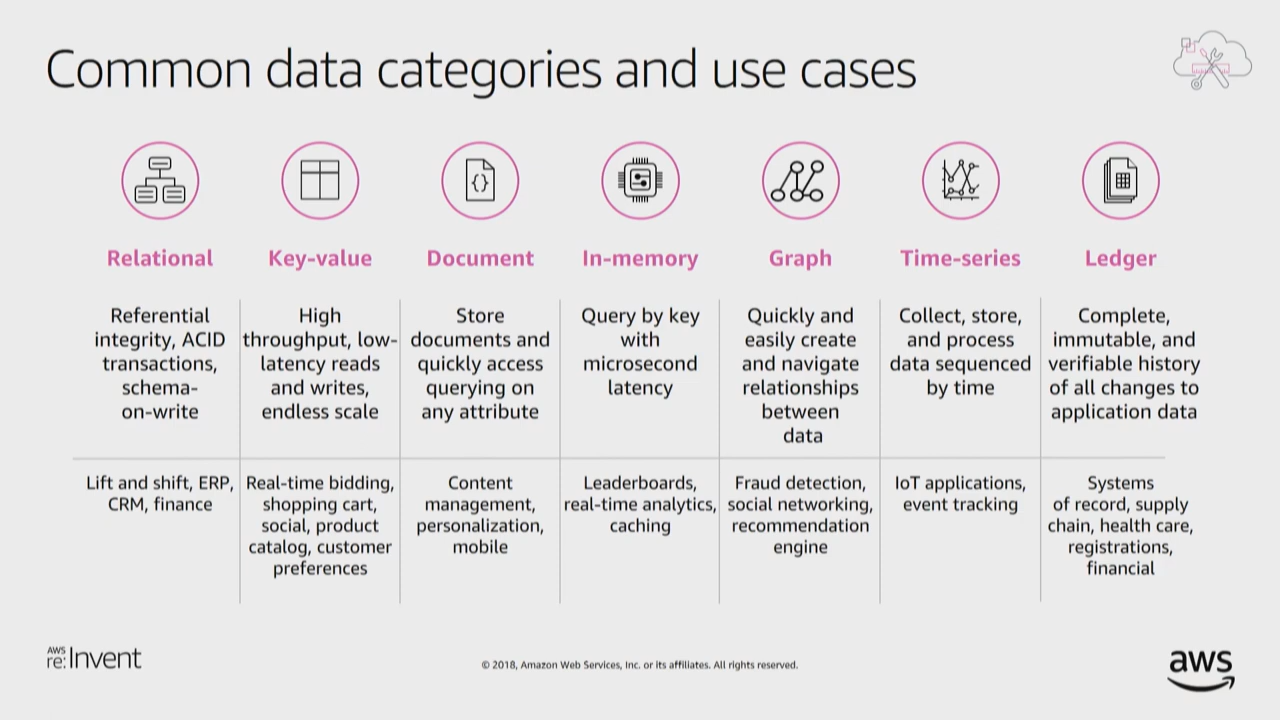 Common data categories and use cases
Relational
Key-value
Document
In-memory
Graph
Time-series
Ledger
Referential
integrity, ACID
transactions,
schema-
on-write
High
throughput, low-
latency reads
and writes,
endless scale
Store
documents and
quickly access
querying on
any attribute
Query by key
with
microsecond
latency
Quickly and
easily create
and navigate
relationships
between
data
Collect, store,
and process
data sequenced
by time
Complete,
immutable, and
verifiable history
of all changes to
application data
Lift and shift, ERP,
CRM, finance
Real-time bidding,
shopping cart,
social, product
catalog, customer
preferences
Content
management,
personalization,
mobile
Leaderboards,
real-time analytics,
caching
Fraud detection,
social networking,
recommendation
engine
IoT applications,
event tracking
Systems
of record, supply
chain, health care,
registrations,
financial
AWS
re:Invent
© 2018, Amazon Web Services, Inc. or its affiliates. All rights reserved.
aws